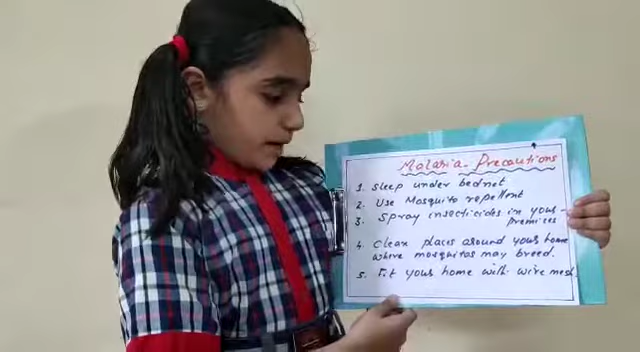 Malaria - Precautions
1. Sleep under bednet
2. Use Mosquito repellent
3. Spray insecticides in your
premises
4. Clean places around your home
where mosquitos may breed.
5. Fit your home with wire mesh